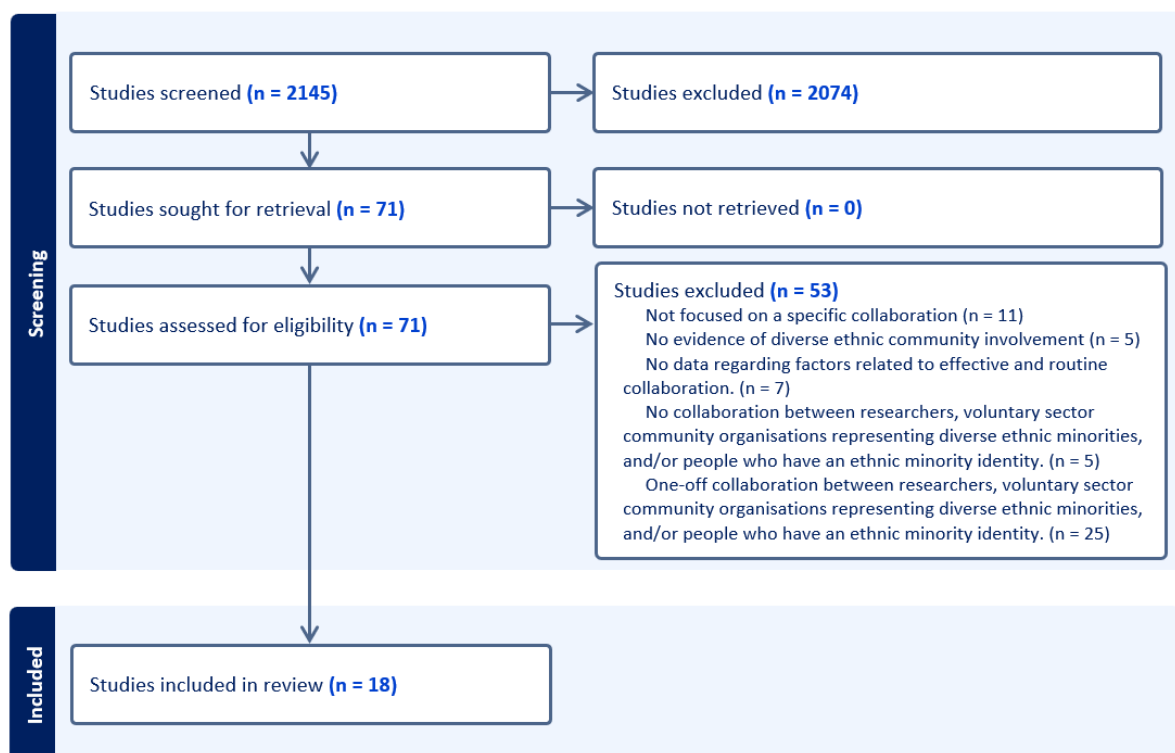 Screening
Studies screened (n = 2145)
Studies excluded (n = 2074)
Studies sought for retrieval (n = 71)
Studies not retrieved (n = 0)
Studies assessed for eligibility (n = 71)
Studies excluded (n = 53)
Not focused on a specific collaboration (n = 11)
No evidence of diverse ethnic community involvement (n = 5)
No data regarding factors related to effective and routine
collaboration. (n = 7)
No collaboration between researchers, voluntary sector
community organisations representing diverse ethnic minorities,
and/or people who have an ethnic minority identity. (n = 5)
One-off collaboration between researchers, voluntary sector
community organisations representing diverse ethnic minorities,
and/or people who have an ethnic minority identity. (n = 25)
Included
Studies included in review (n = 18)